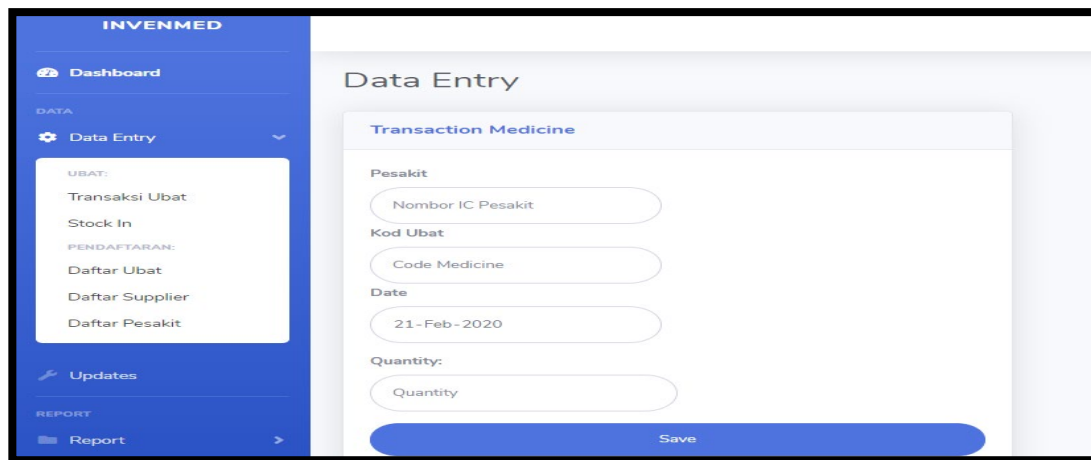 INVENMED
Dashboard
DATA
Data Entry
UBAT:
Transaksi Ubat
Stock In
PENDAFTARAN:
Daftar Ubat
Daftar Supplier
Daftar Pesakit
Updates
REPORT
Report
Data Entry
Transaction Medicine
Pesakit
Nombor IC Pesakit
Kod Ubat
Code Medicine
Date
21-Feb-2020
Quantity:
Quantity
Save